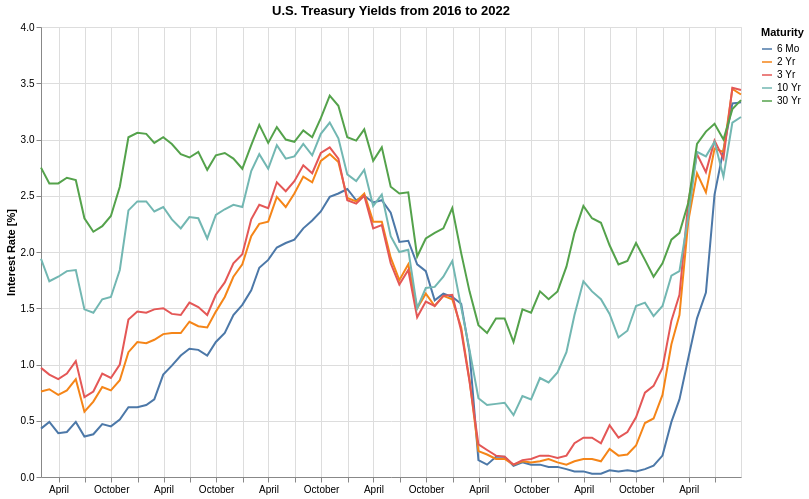 U.S. Treasury Yields from 2016 to 2022
Interest Rate [%]
4.0
3.5
3.0
2.5
2.0
1.5
1.0
0.5
0.0
April October April October April October April October April October April October April
Maturity
6 Mo
2 Yr
3 Yr
10 Yr
30 Yr